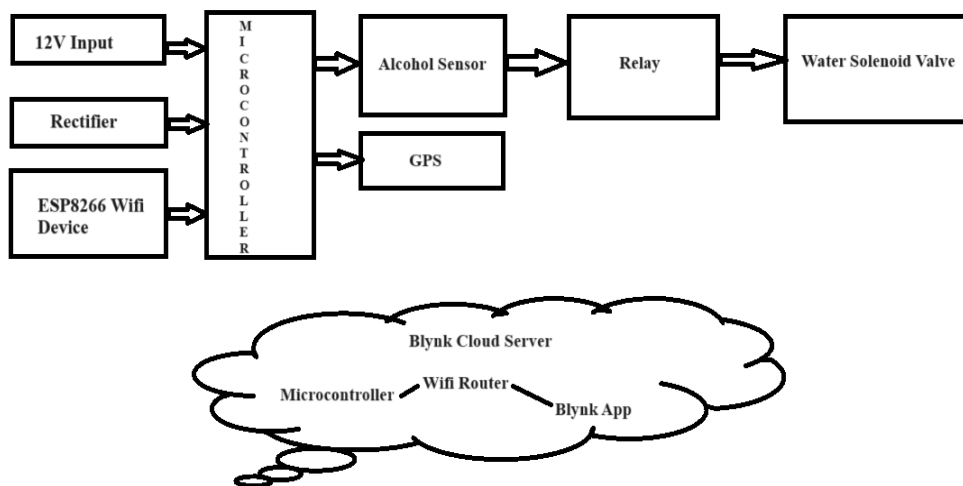 12V Input
Rectifier
ESP8266 Wifi
Device
MICROCONTROLLER
Alcohol Sensor
GPS
Relay
Water Solenoid Valve
Blynk Cloud Server
Microcontroller
Wifi Router
Blynk App